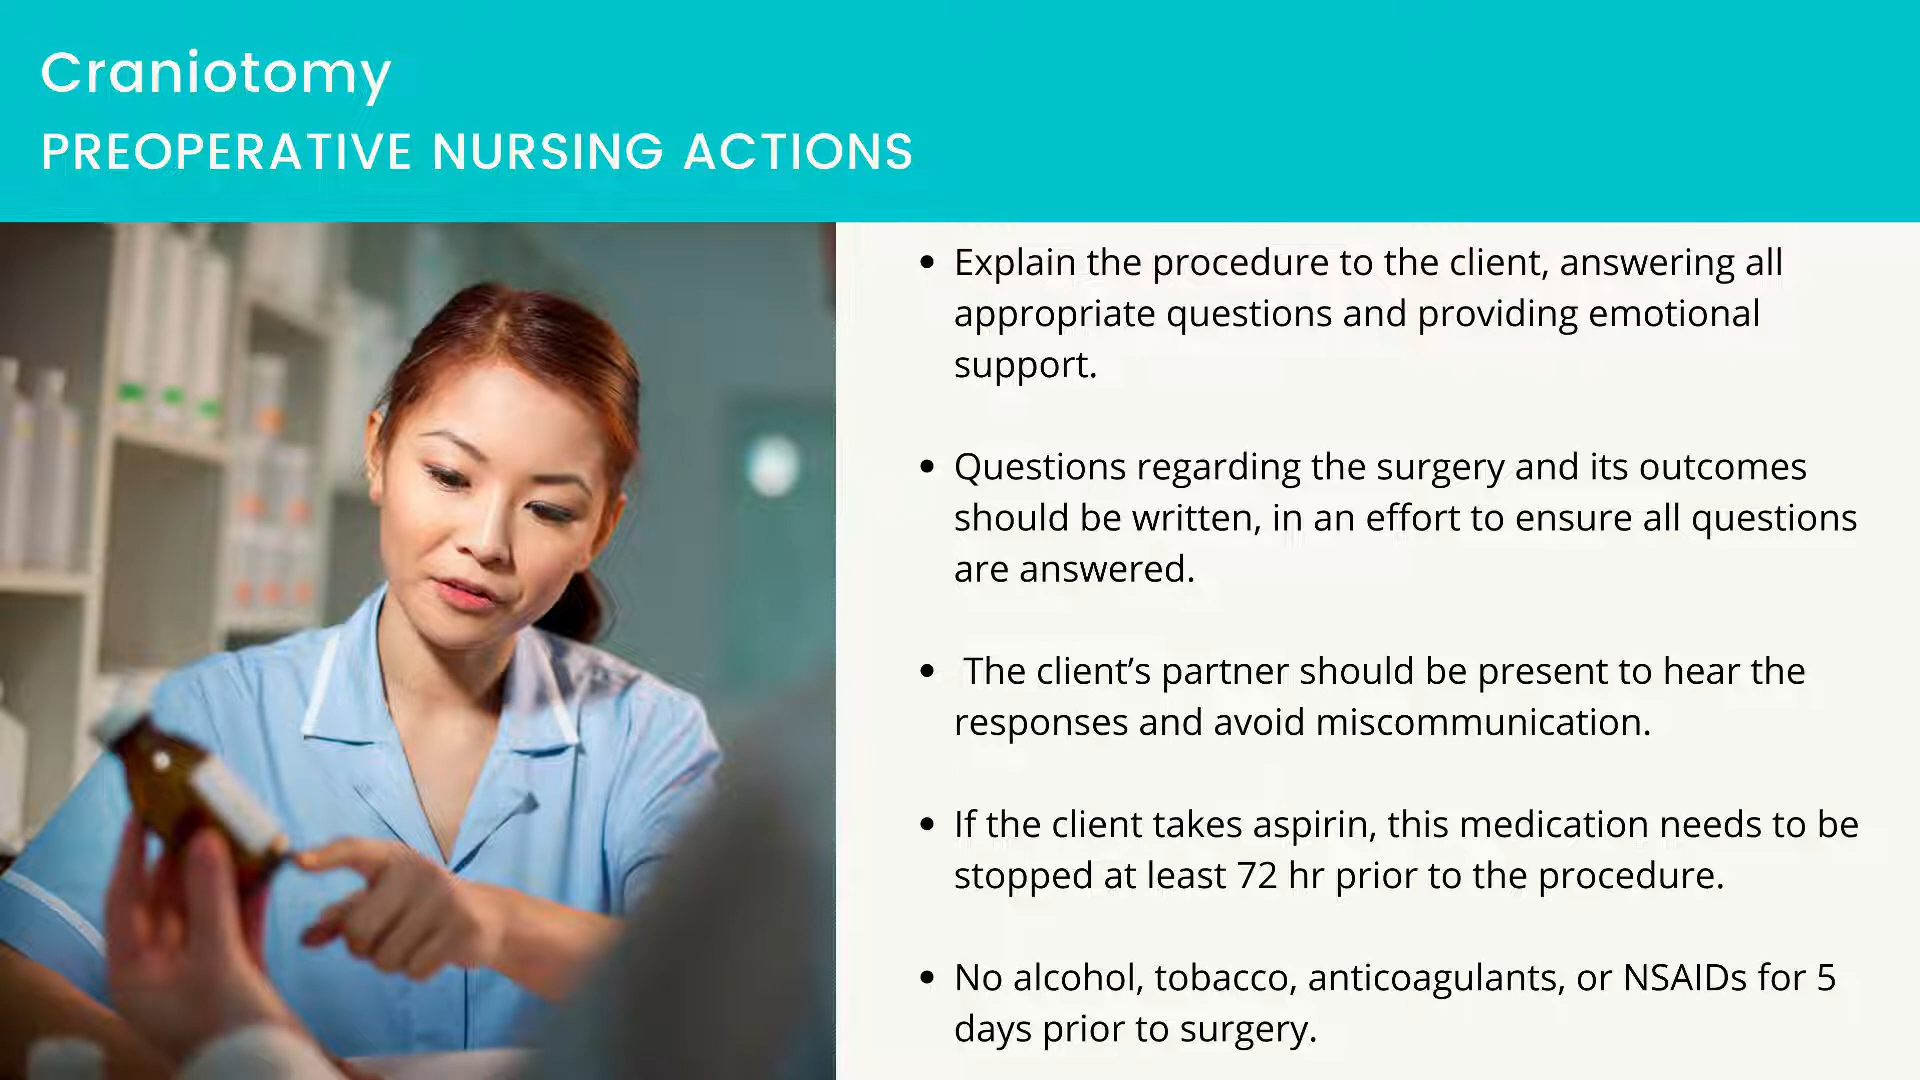 Craniotomy
PREOPERATIVE NURSING ACTIONS
• Explain the procedure to the client, answering all
appropriate questions and providing emotional
support.
• Questions regarding the surgery and its outcomes
should be written, in an effort to ensure all questions
are answered.
• The client’s partner should be present to hear the
responses and avoid miscommunication.
• If the client takes aspirin, this medication needs to be
stopped at least 72 hr prior to the procedure.
• No alcohol, tobacco, anticoagulants, or NSAIDs for 5
days prior to surgery.